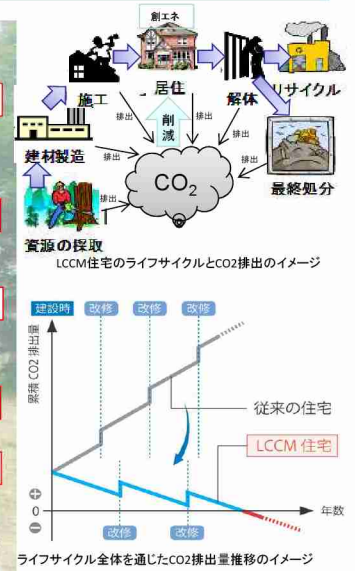 創エネ
施工
居住
解体
リサイクル
排出
排出
排出
排出
削減
建材製造
排出
CO2
最終処分
排出
資源の採取
LCCM住宅のライフサイクルとCO2排出のイメージ
建設時
改修
改修
改修
累積 CO2 排出量
従来の住宅
LCCM 住宅
0
年数
改修
改修
ライフサイクル全体を通じたCO2排出量推移のイメージ